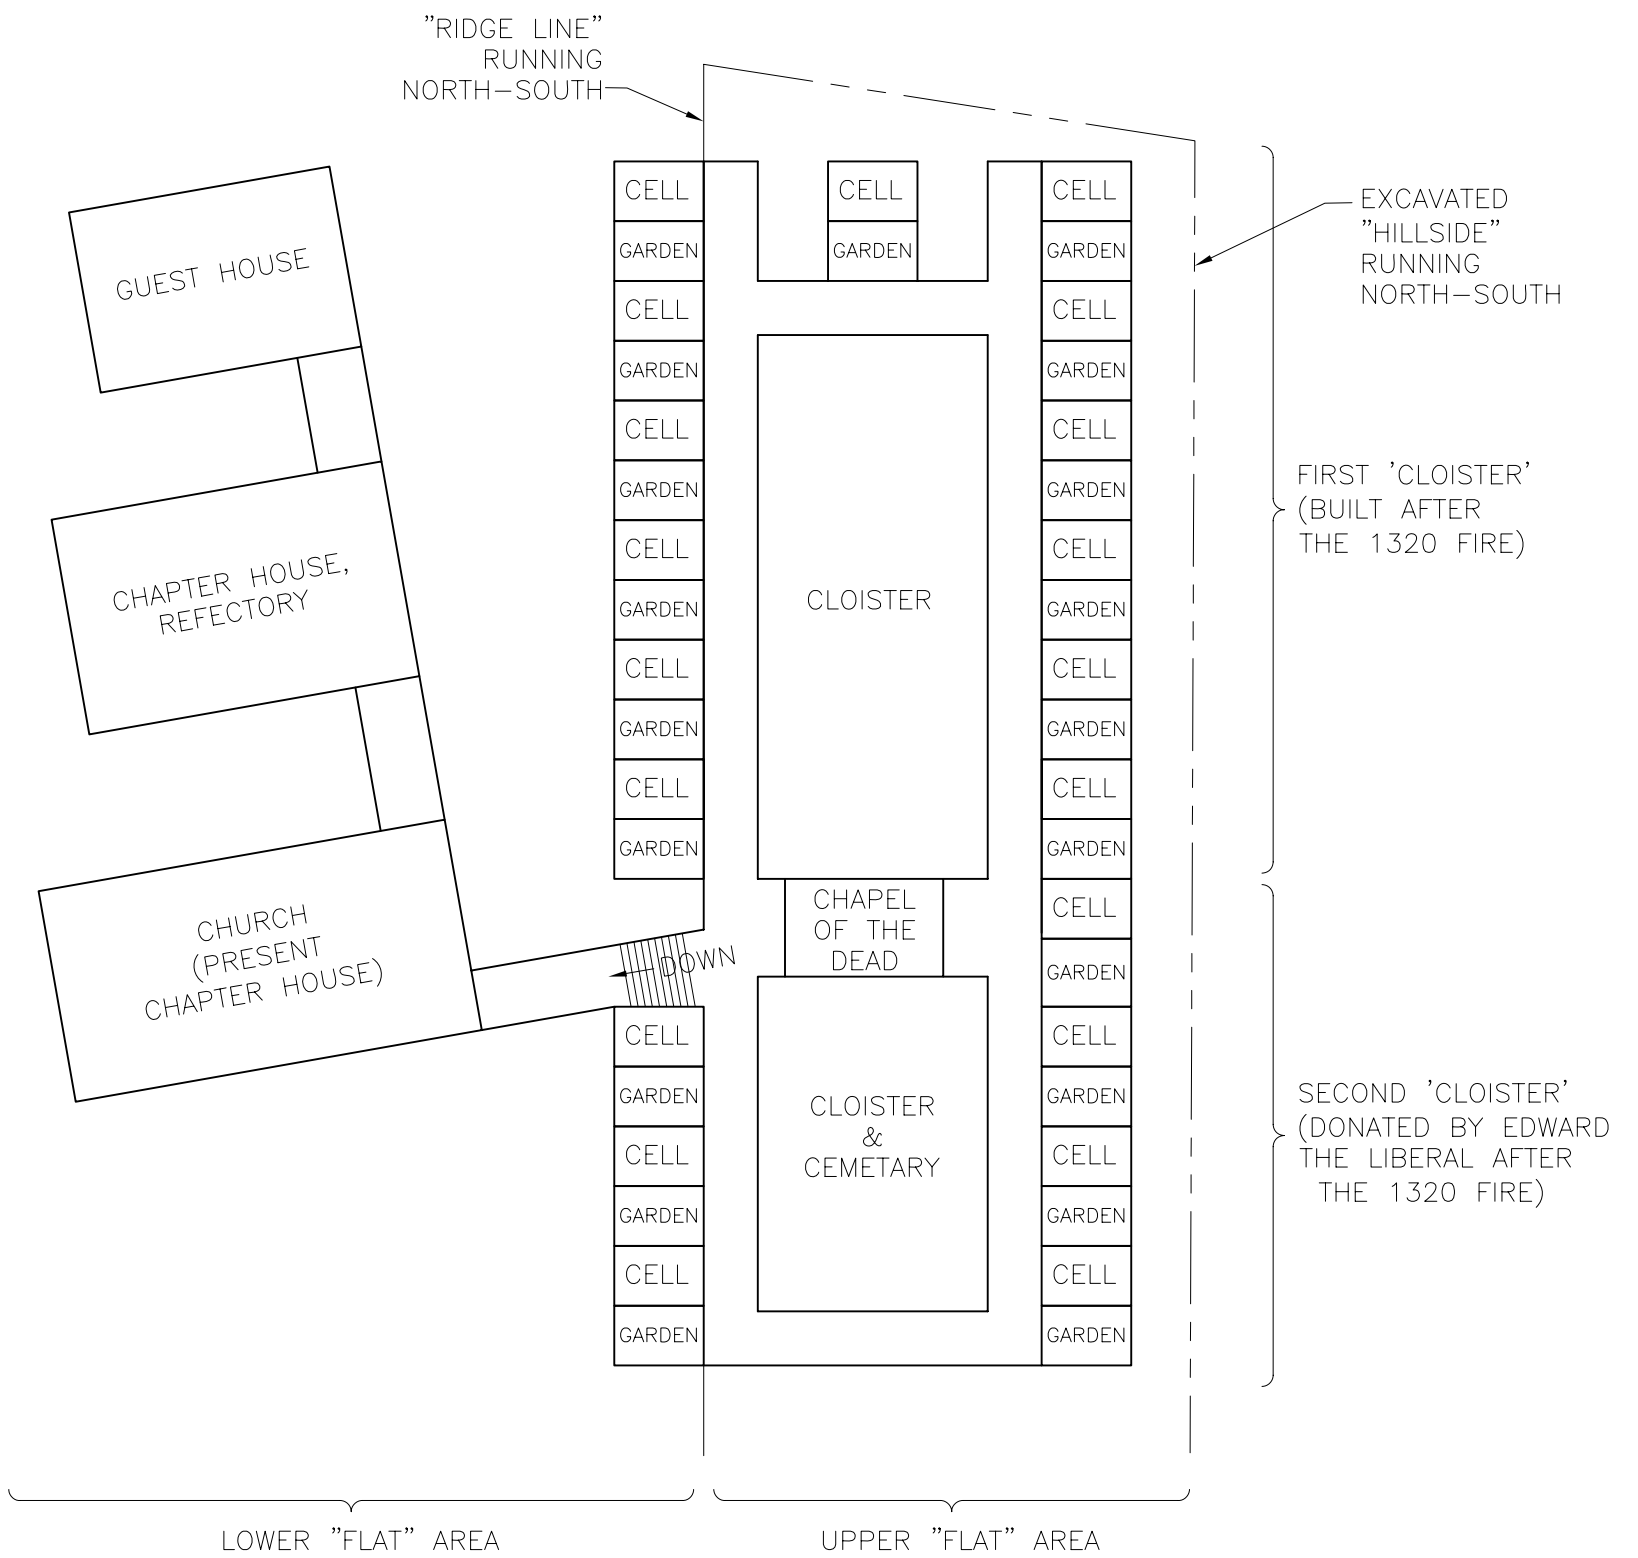 ”RIDGE LINE”
RUNNING
NORTH–SOUTH
CELL
CELL
CELL
EXCAVATED
”HILLSIDE”
RUNNING
NORTH–SOUTH
GUEST HOUSE
GARDEN
GARDEN
GARDEN
CELL
CELL
GARDEN
GARDEN
CELL
CELL
GARDEN
GARDEN
FIRST ’CLOISTER’
(BUILT AFTER
THE 1320 FIRE)
CHAPTER HOUSE,
REFECTORY
CELL
CELL
GARDEN
CLOISTER
GARDEN
CELL
CELL
GARDEN
GARDEN
CELL
CELL
GARDEN
GARDEN
CHURCH
(PRESENT
CHAPTER HOUSE)
DOWN
CHAPEL
OF THE
DEAD
CELL
GARDEN
CELL
CELL
GARDEN
GARDEN
CLOISTER
&
CEMETARY
CELL
CELL
GARDEN
GARDEN
CELL
CELL
GARDEN
GARDEN
SECOND ’CLOISTER’
(DONATED BY EDWARD
THE LIBERAL AFTER
THE 1320 FIRE)
LOWER ”FLAT” AREA
UPPER ”FLAT” AREA